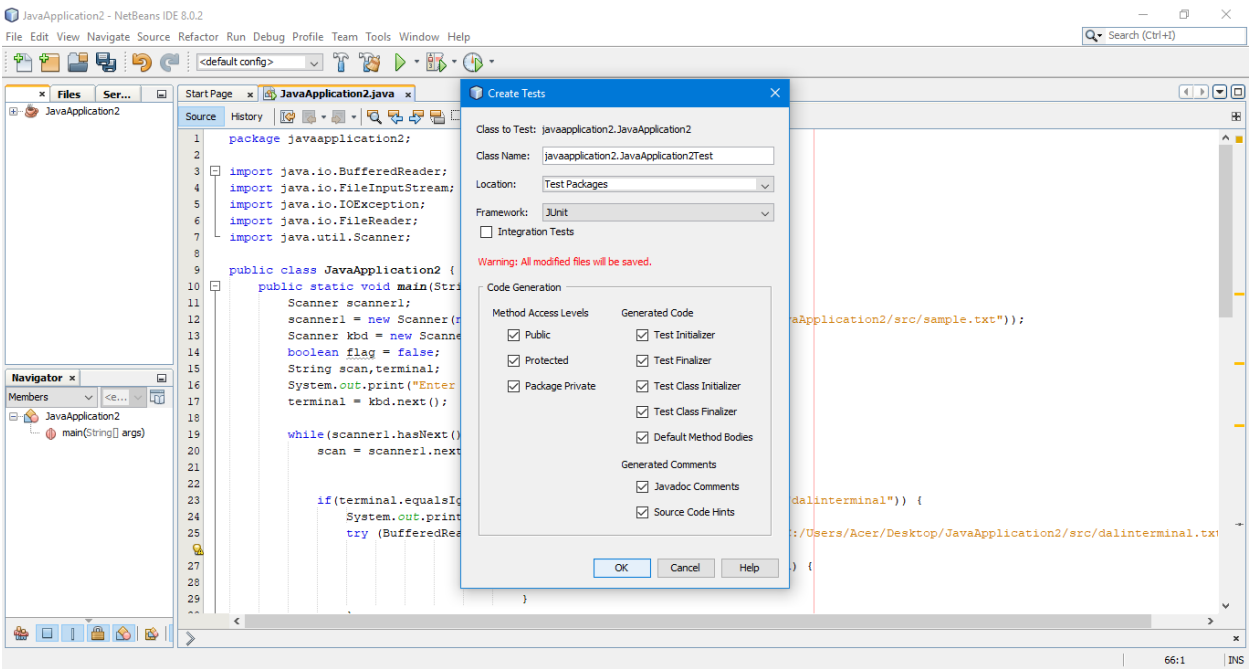 JavaApplication2 - NetBeans IDE 8.0.2
File Edit View Navigate Source Refactor Run Debug Profile Team Tools Window Help
Search (Ctrl+I)
<default config>
Files Ser...
JavaApplication2
Start Page JavaApplication2.java
Source History
1 package javaapplication2;
2
3 import java.io.BufferedReader;
4 import java.io.FileInputStream;
5 import java.io.IOException;
6 import java.io.FileReader;
7 import java.util.Scanner;
8
9 public class JavaApplication2 {
10 public static void main(Stri
11 Scanner scanner1;
12 scanner1 = new Scanner( aApplication2/src/sample.txt"));
13 Scanner kbd = new Scanne
14 boolean flag = false;
15 String scan,terminal;
16 System.out.print("Enter
17 terminal = kbd.next();
18
19 while(scanner1.hasNext()
20 scan = scanner1.next
21
22
23 if(terminal.equalsIg dalinterminal")) {
24 System.out.print
25 try (BufferedRea :/Users/Acer/Desktop/JavaApplication2/src/dalinterminal.txt
27 ) {
28
29 }
Create Tests
Class to Test: javaapplication2.JavaApplication2
Class Name: javaapplication2.JavaApplication2Test
Location: Test Packages
Framework: JUnit
Integration Tests
Warning: All modified files will be saved.
Code Generation
Method Access Levels Generated Code
Public Test Initializer
Protected Test Finalizer
Package Private Test Class Initializer
Test Class Finalizer
Default Method Bodies
Generated Comments
Javadoc Comments
Source Code Hints
OK Cancel Help
Navigator
Members <e...
JavaApplication2
main(String[] args)
66:1 INS